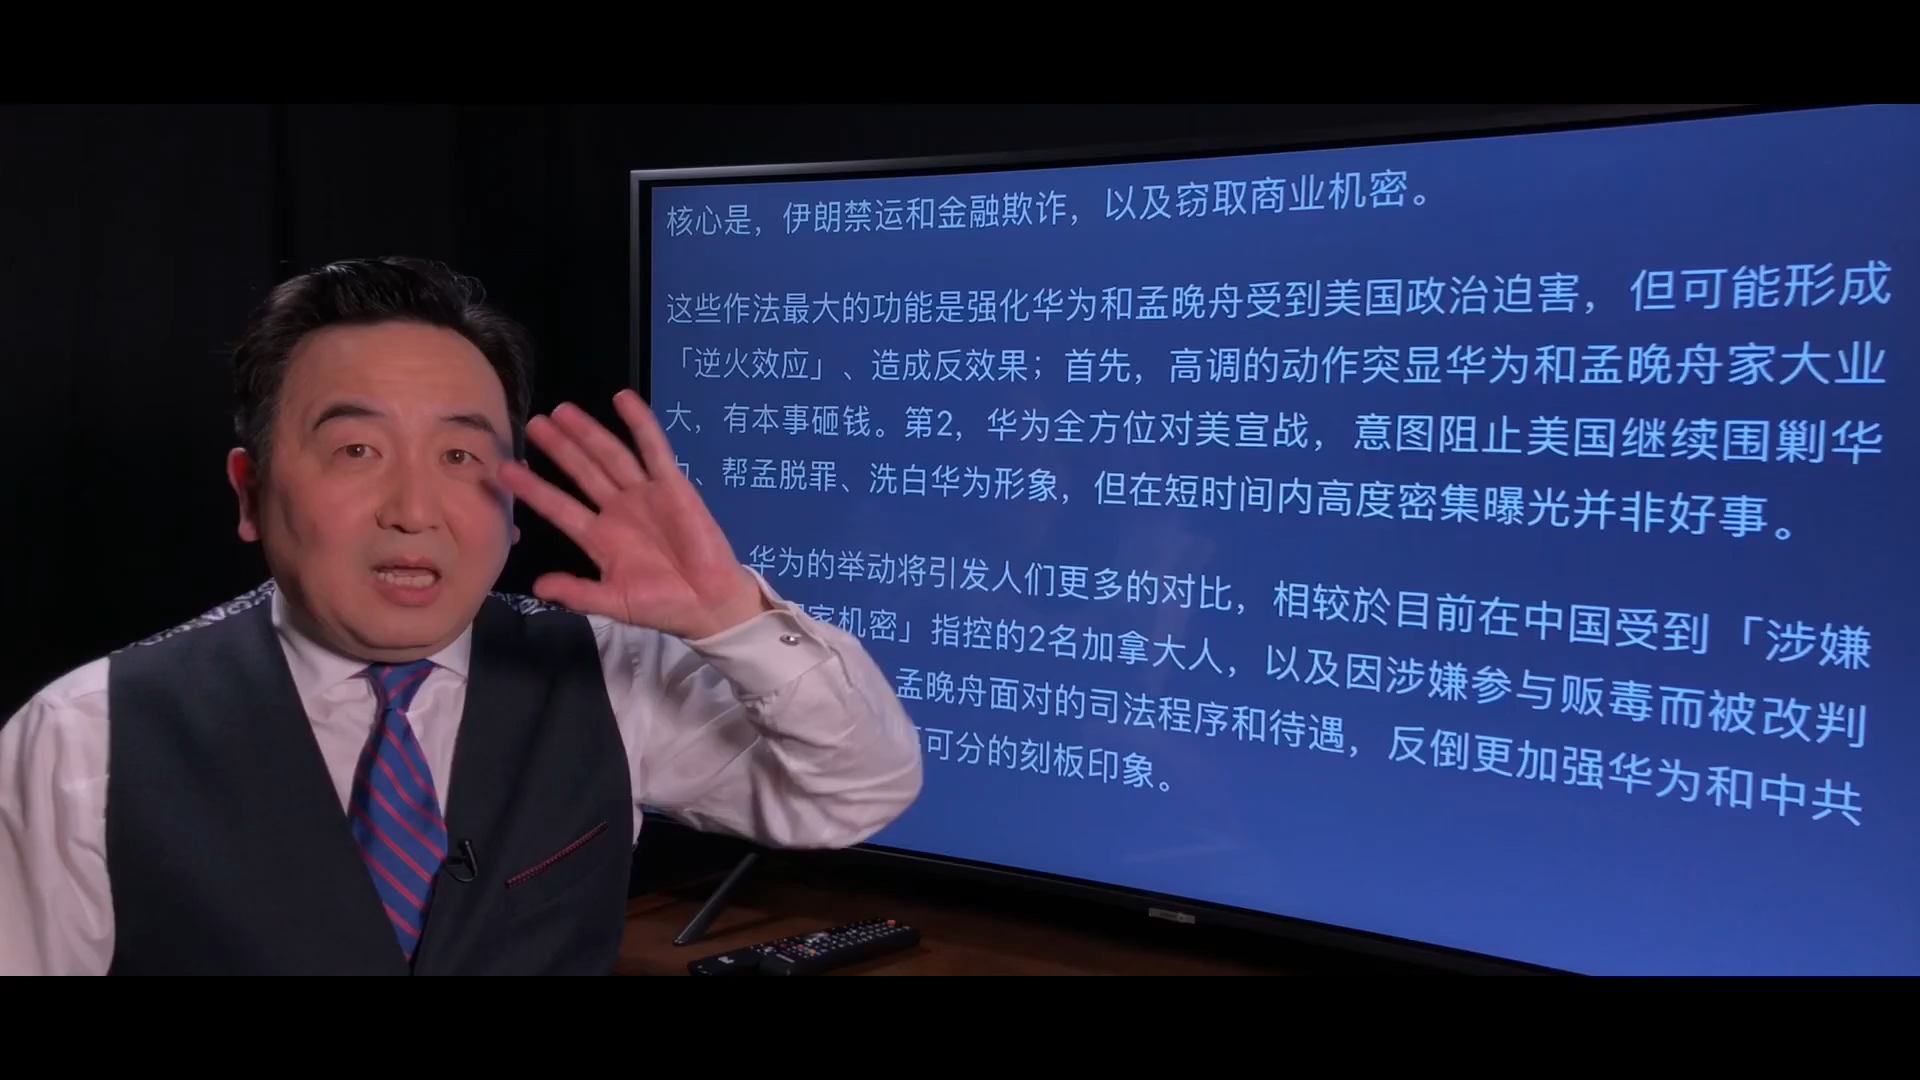 核心是，伊朗禁运和金融欺诈，以及窃取商业机密。
这些作法最大的功能是强化华为和孟晚舟受到美国政治迫害，但可能形成
「逆火效应」、造成反效果；首先，高调的动作突显华为和孟晚舟家大业
大，有本事砸钱。第2，华为全方位对美宣战，意图阻止美国继续围剿华
、帮孟脱罪、洗白华为形象，但在短时间内高度密集曝光并非好事。
华为的举动将引发人们更多的对比，相较於目前在中国受到「涉嫌
家机密」指控的2名加拿大人，以及因涉嫌参与贩毒而被改判
孟晚舟面对的司法程序和待遇，反倒更加强华为和中共
可分的刻板印象。